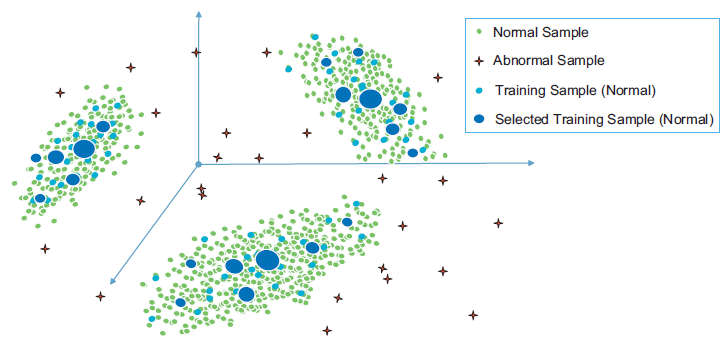 Normal Sample
Abnormal Sample
Training Sample (Normal)
Selected Training Sample (Normal)